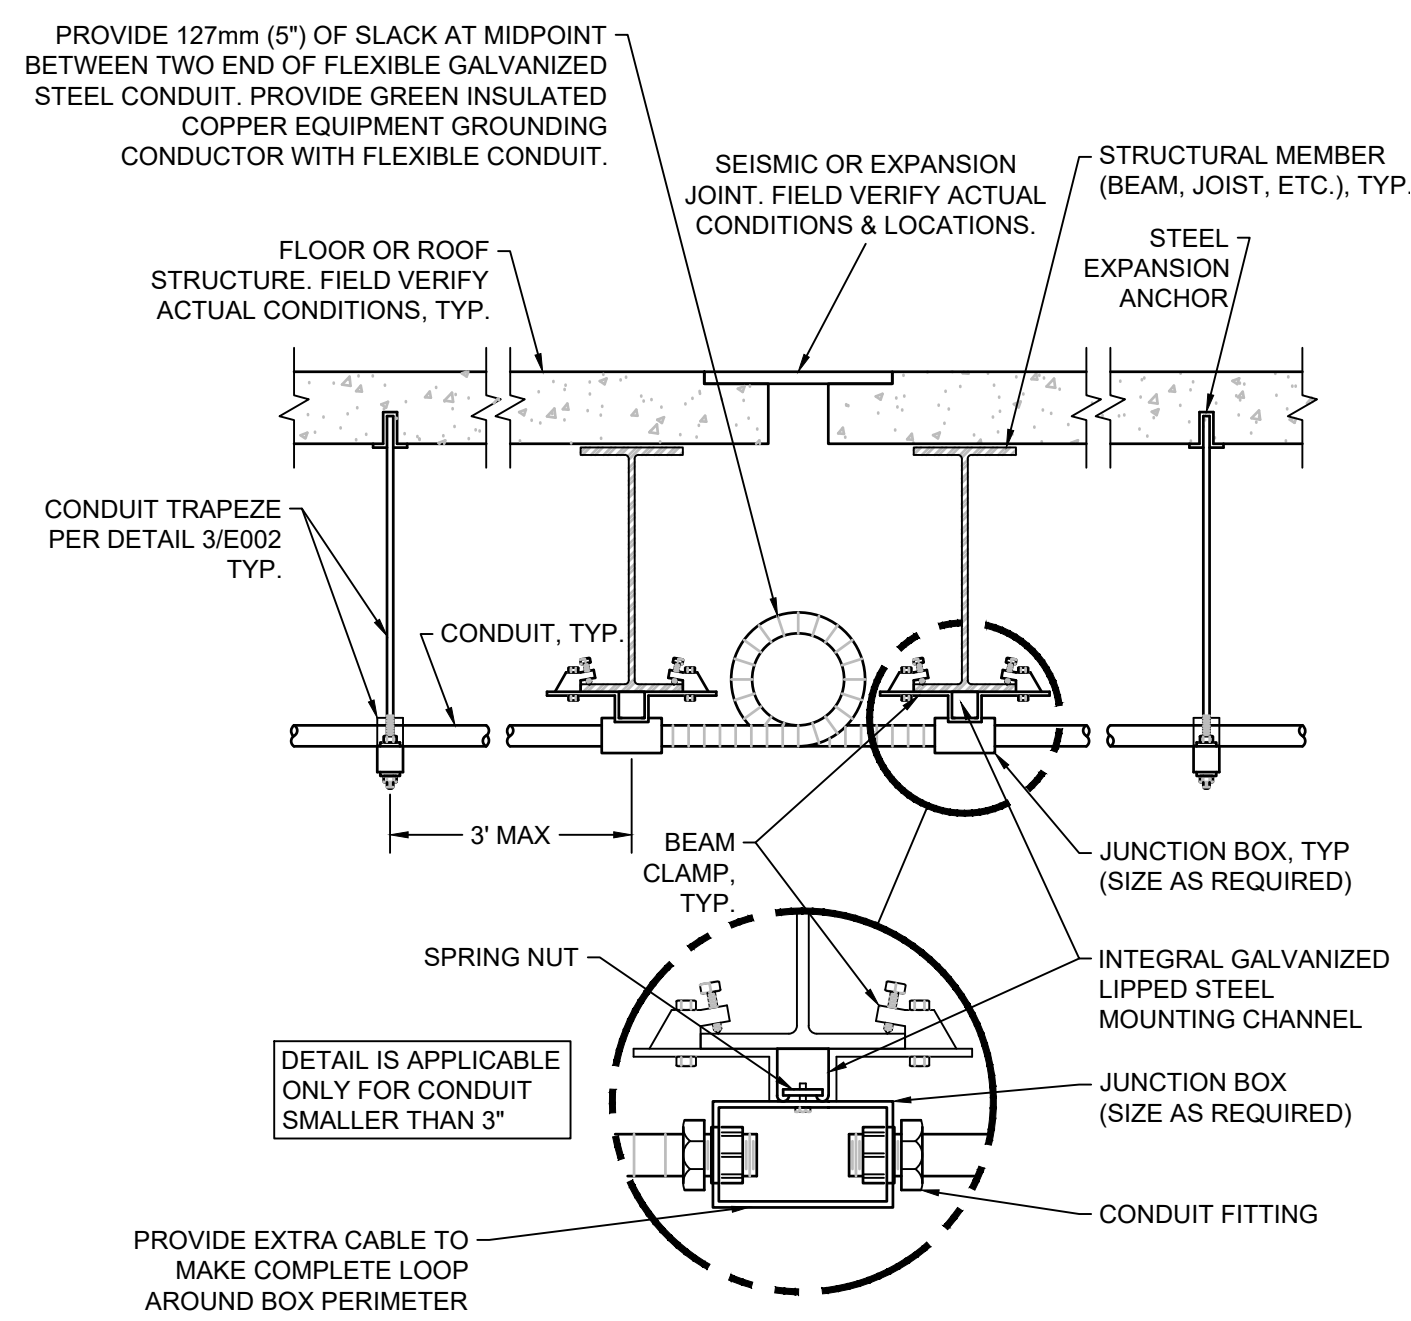 PROVIDE 127mm (5") OF SLACK AT MIDPOINT
BETWEEN TWO END OF FLEXIBLE GALVANIZED
STEEL CONDUIT. PROVIDE GREEN INSULATED
COPPER EQUIPMENT GROUNDING
CONDUCTOR WITH FLEXIBLE CONDUIT.
SEISMIC OR EXPANSION
JOINT. FIELD VERIFY ACTUAL
CONDITIONS & LOCATIONS.
STRUCTURAL MEMBER
(BEAM, JOIST, ETC.), TYP.
STEEL
EXPANSION
ANCHOR
FLOOR OR ROOF
STRUCTURE. FIELD VERIFY
ACTUAL CONDITIONS, TYP.
CONDUIT TRAPEZE
PER DETAIL 3/E002
TYP.
CONDUIT, TYP.
3' MAX
BEAM
CLAMP,
TYP.
JUNCTION BOX, TYP
(SIZE AS REQUIRED)
SPRING NUT
INTEGRAL GALVANIZED
LIPPED STEEL
MOUNTING CHANNEL
DETAIL IS APPLICABLE
ONLY FOR CONDUIT
SMALLER THAN 3"
JUNCTION BOX
(SIZE AS REQUIRED)
CONDUIT FITTING
PROVIDE EXTRA CABLE TO
MAKE COMPLETE LOOP
AROUND BOX PERIMETER